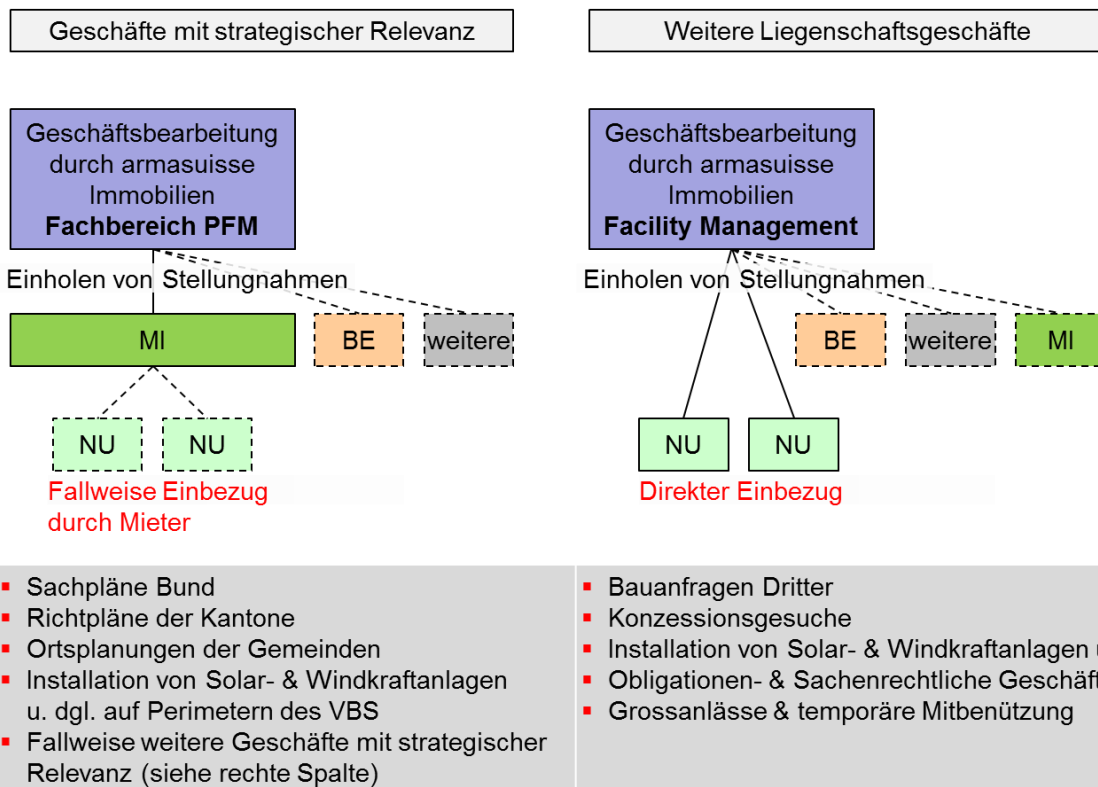 Geschäfte mit strategischer Relevanz
Geschäftsbearbeitung
durch armasuisse
Immobilien
Fachbereich PFM
Einholen von Stellungnahmen
MI
BE
weitere
NU
NU
Fallweise Einbezug
durch Mieter
Weitere Liegenschaftsgeschäfte
Geschäftsbearbeitung
durch armasuisse
Immobilien
Facility Management
Einholen von Stellungnahmen
BE
weitere
MI
NU
NU
Direkter Einbezug
▪ Sachpläne Bund
▪ Richtpläne der Kantone
▪ Ortsplanungen der Gemeinden
▪ Installation von Solar- & Windkraftanlagen
u. dgl. auf Perimetern des VBS
▪ Fallweise weitere Geschäfte mit strategischer
Relevanz (siehe rechte Spalte)
▪ Bauanfragen Dritter
▪ Konzessionsgesuche
▪ Installation von Solar- & Windkraftanlagen
▪ Obligationen- & Sachenrechtliche Geschäft
▪ Grossanlässe & temporäre Mitbenützung